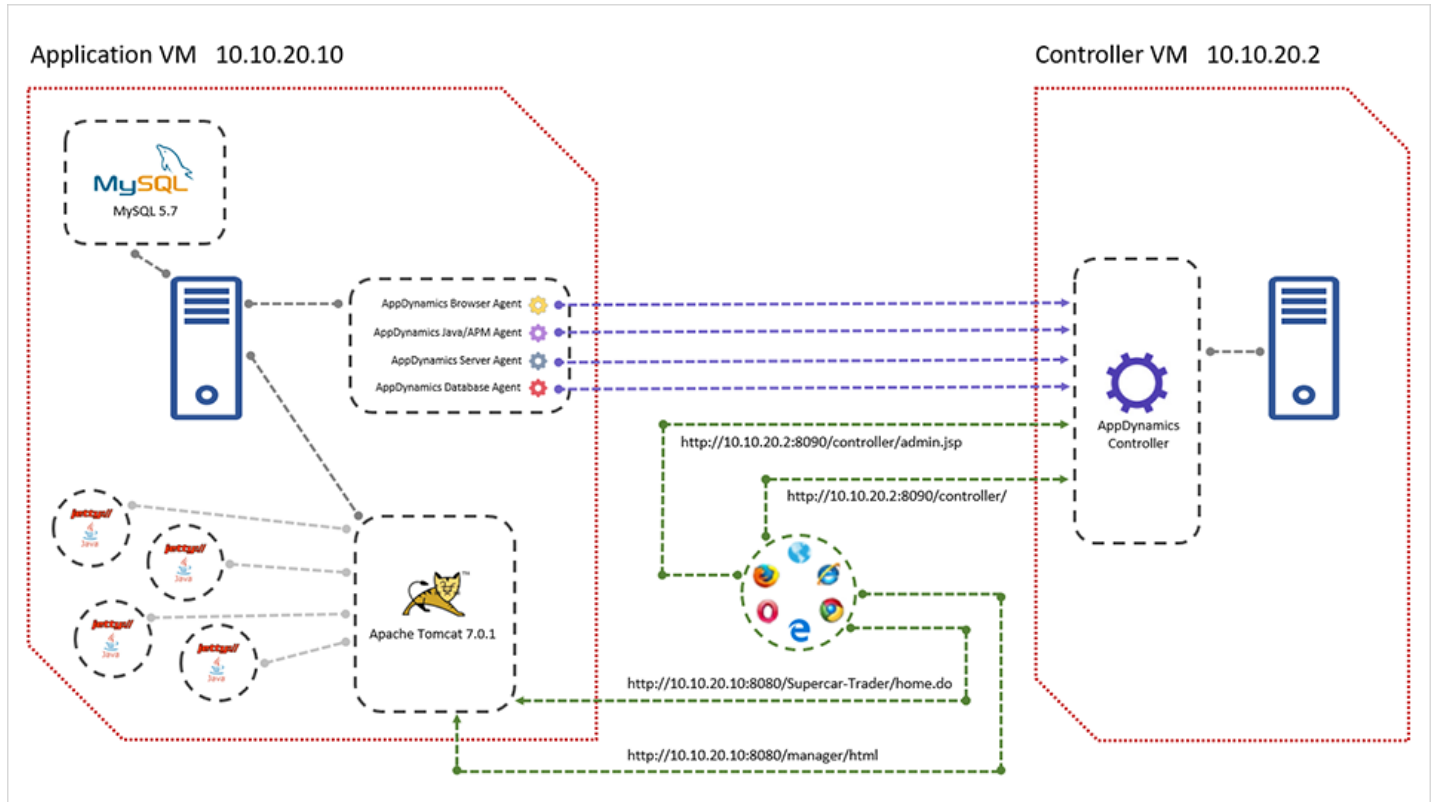 Application VM 10.10.20.10
Controller VM 10.10.20.2
MySQL
MySQL 5.7
AppDynamics Browser Agent
AppDynamics Java/APM Agent
AppDynamics Server Agent
AppDynamics Database Agent
AppDynamics
Controller
http://10.10.20.2:8090/controller/admin.jsp
http://10.10.20.2:8090/controller/
jetty://
Java
jetty://
Java
jetty://
Java
jetty://
Java
TM
Apache Tomcat 7.0.1
http://10.10.20.10:8080/Supercar-Trader/home.do
http://10.10.20.10:8080/manager/html